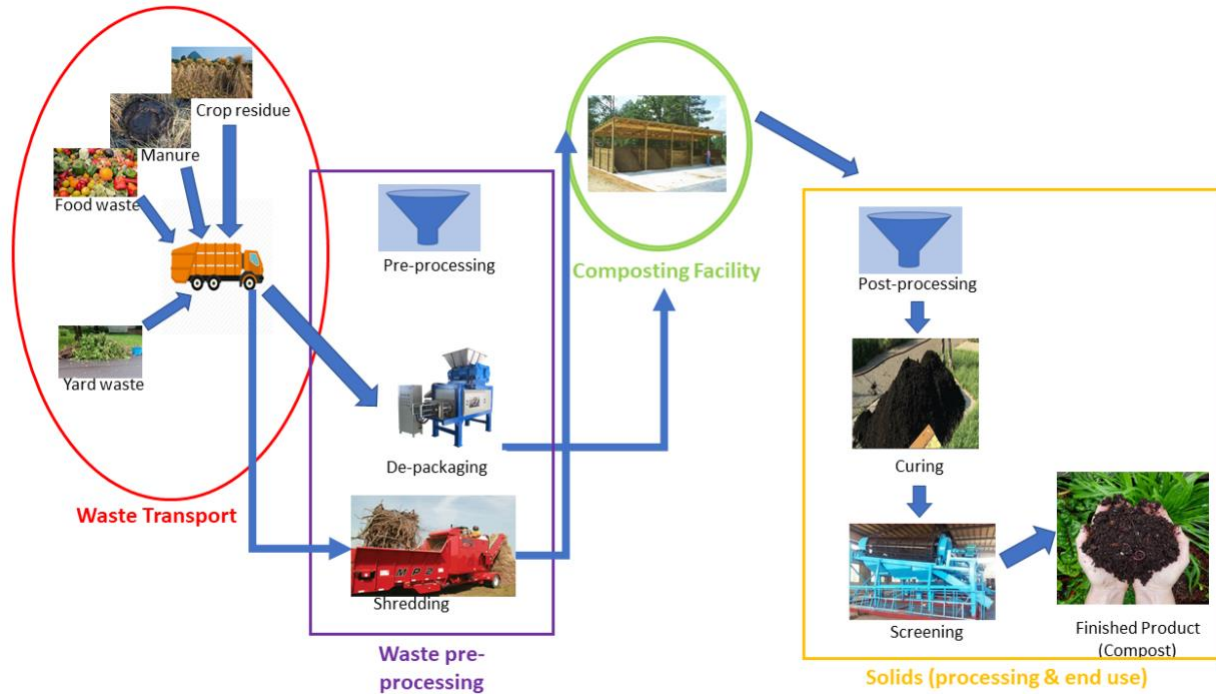 Crop residue
Manure
Food waste
Yard waste
Waste Transport
Pre-processing
De-packaging
MP2
Shredding
Waste pre-
processing
Composting Facility
Post-processing
Curing
Screening
Finished Product
(Compost)
Solids (processing & end use)